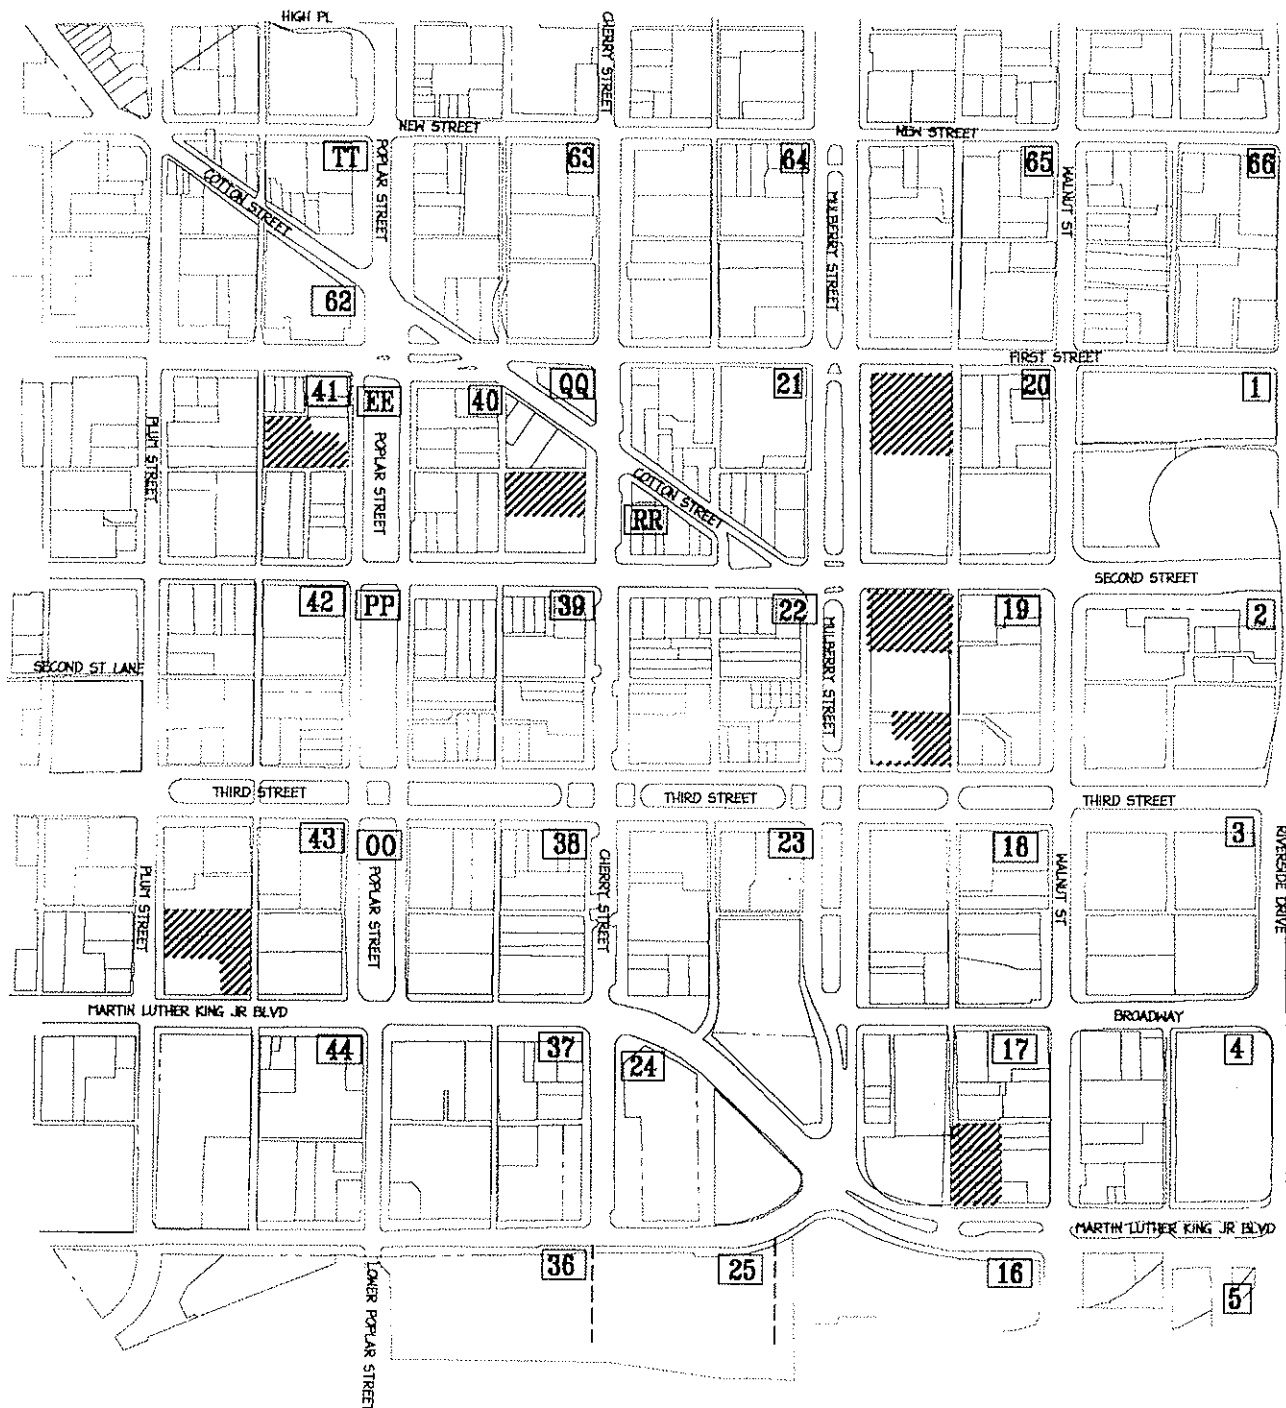 HIGH PL
CHERRY STREET
NEW STREET
NEW STREET
TT
POPLAR STREET
63
64
65
WALNUT ST
66
COTTON STREET
MULBERRY STREET
62
FIRST STREET
41
EE
40
QQ
21
20
1
PLUM STREET
POPLAR STREET
COTTON STREET
RR
SECOND STREET
42
PP
39
22
MULBERRY STREET
19
2
SECOND ST LANE
THIRD STREET
THIRD STREET
THIRD STREET
43
OO
38
23
18
3
PLUM STREET
POPLAR STREET
CHERRY STREET
WALNUT ST
RIVERSIDE DRIVE
MARTIN LUTHER KING JR BLVD
BROADWAY
44
37
24
17
4
MARTIN LUTHER KING JR BLVD
36
25
16
5
LOWER POPLAR STREET